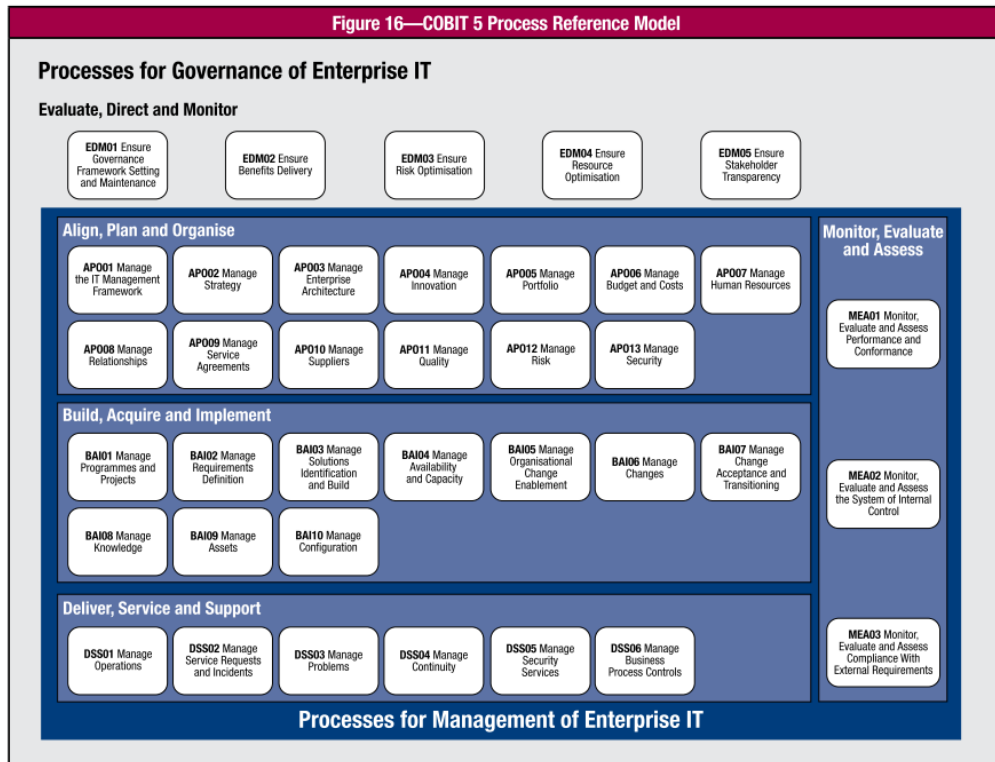 Figure 16—COBIT 5 Process Reference Model
Processes for Governance of Enterprise IT
Evaluate, Direct and Monitor
EDM01 Ensure
Governance
Framework Setting
and Maintenance
EDM02 Ensure
Benefits Delivery
EDM03 Ensure
Risk Optimisation
EDM04 Ensure
Resource
Optimisation
EDM05 Ensure
Stakeholder
Transparency
Align, Plan and Organise
APO01 Manage
the IT Management
Framework
APO02 Manage
Strategy
APO03 Manage
Enterprise
Architecture
APO04 Manage
Innovation
APO05 Manage
Portfolio
APO06 Manage
Budget and Costs
APO07 Manage
Human Resources
APO08 Manage
Relationships
APO09 Manage
Service
Agreements
APO10 Manage
Suppliers
APO11 Manage
Quality
APO12 Manage
Risk
APO13 Manage
Security
Build, Acquire and Implement
BAI01 Manage
Programmes and
Projects
BAI02 Manage
Requirements
Definition
BAI03 Manage
Solutions
Identification
and Build
BAI04 Manage
Availability
and Capacity
BAI05 Manage
Organisational
Change
Enablement
BAI06 Manage
Changes
BAI07 Manage
Change
Acceptance and
Transitioning
BAI08 Manage
Knowledge
BAI09 Manage
Assets
BAI10 Manage
Configuration
Deliver, Service and Support
DSS01 Manage
Operations
DSS02 Manage
Service Requests
and Incidents
DSS03 Manage
Problems
DSS04 Manage
Continuity
DSS05 Manage
Security
Services
DSS06 Manage
Business
Process Controls
Monitor, Evaluate
and Assess
MEA01 Monitor,
Evaluate and Assess
Performance and
Conformance
MEA02 Monitor,
Evaluate and Assess
the System of Internal
Control
MEA03 Monitor,
Evaluate and Assess
Compliance With
External Requirements
Processes for Management of Enterprise IT